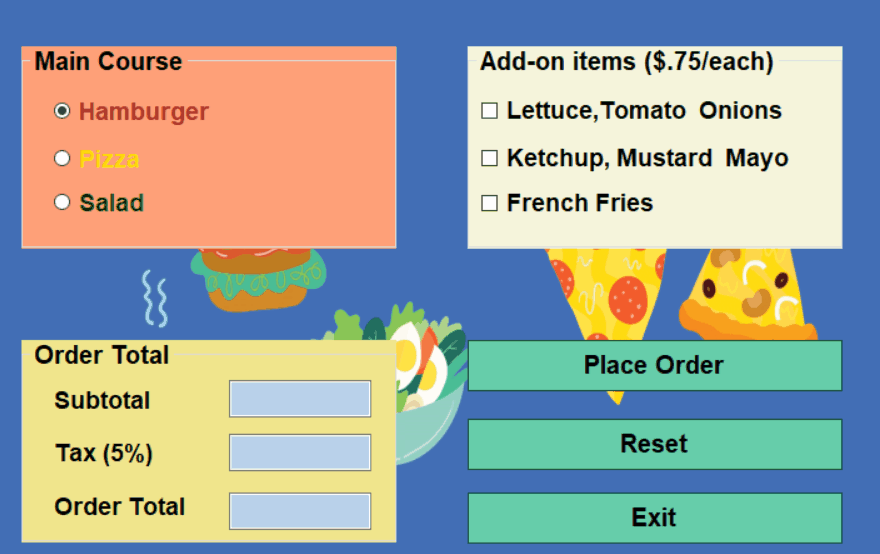 Main Course
Hamburger
Pizza
Salad
Add-on items ($.75/each)
Lettuce,Tomato  Onions
Ketchup, Mustard  Mayo
French Fries
Order Total
Subtotal
Tax (5%)
Order Total
Place Order
Reset
Exit